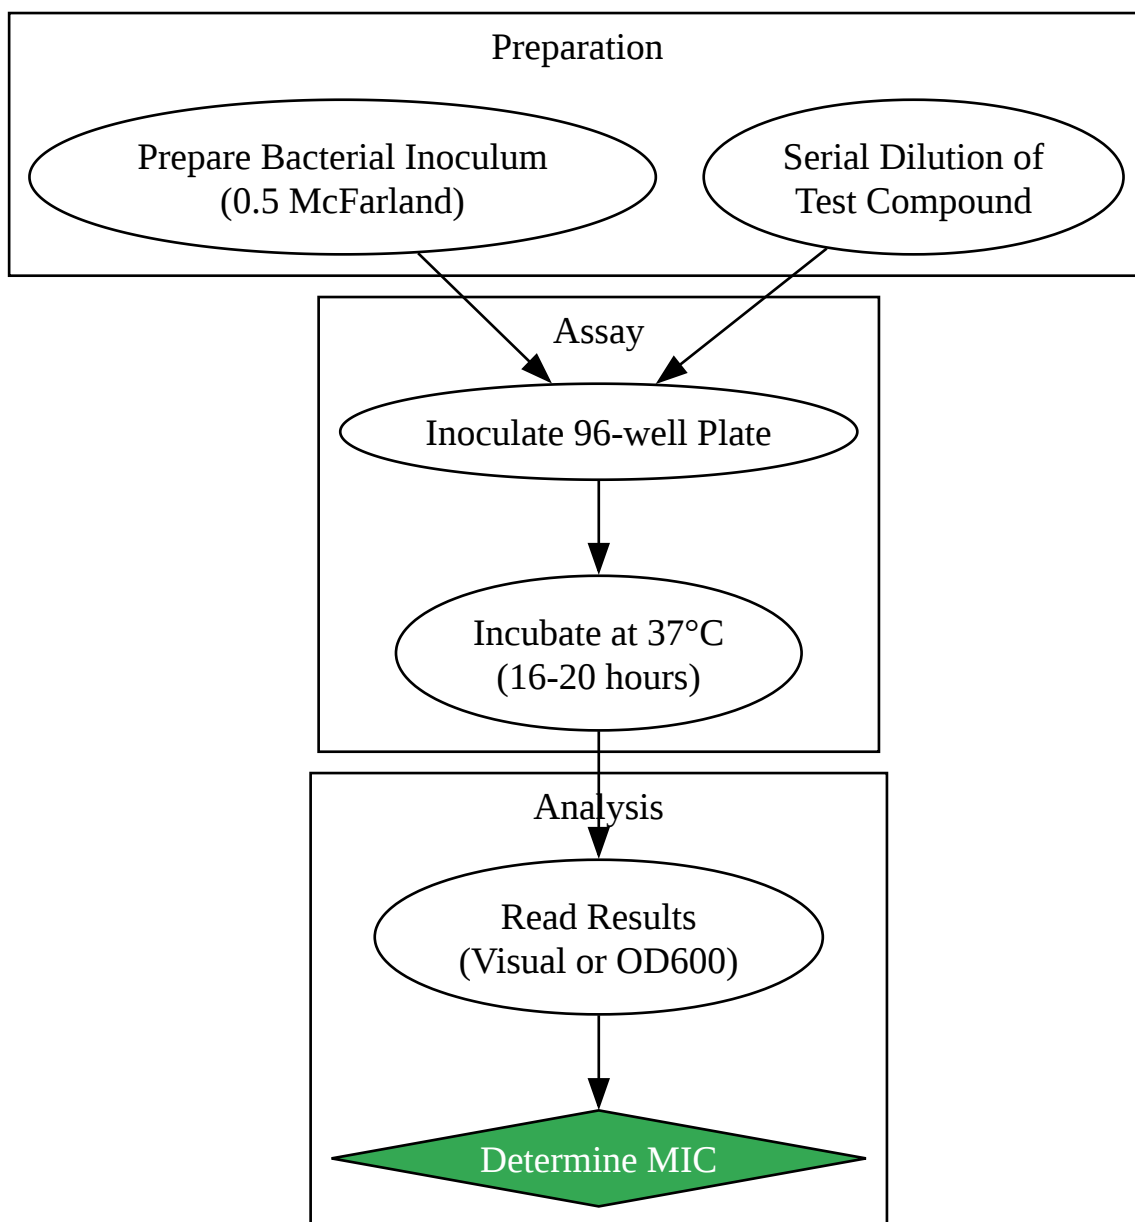 Preparation
Prepare Bacterial Inoculum
(0.5 McFarland)
Serial Dilution of
Test Compound
Assay
Inoculate 96-well Plate
Incubate at 37°C
(16-20 hours)
Analysis
Read Results
(Visual or OD600)
Determine MIC